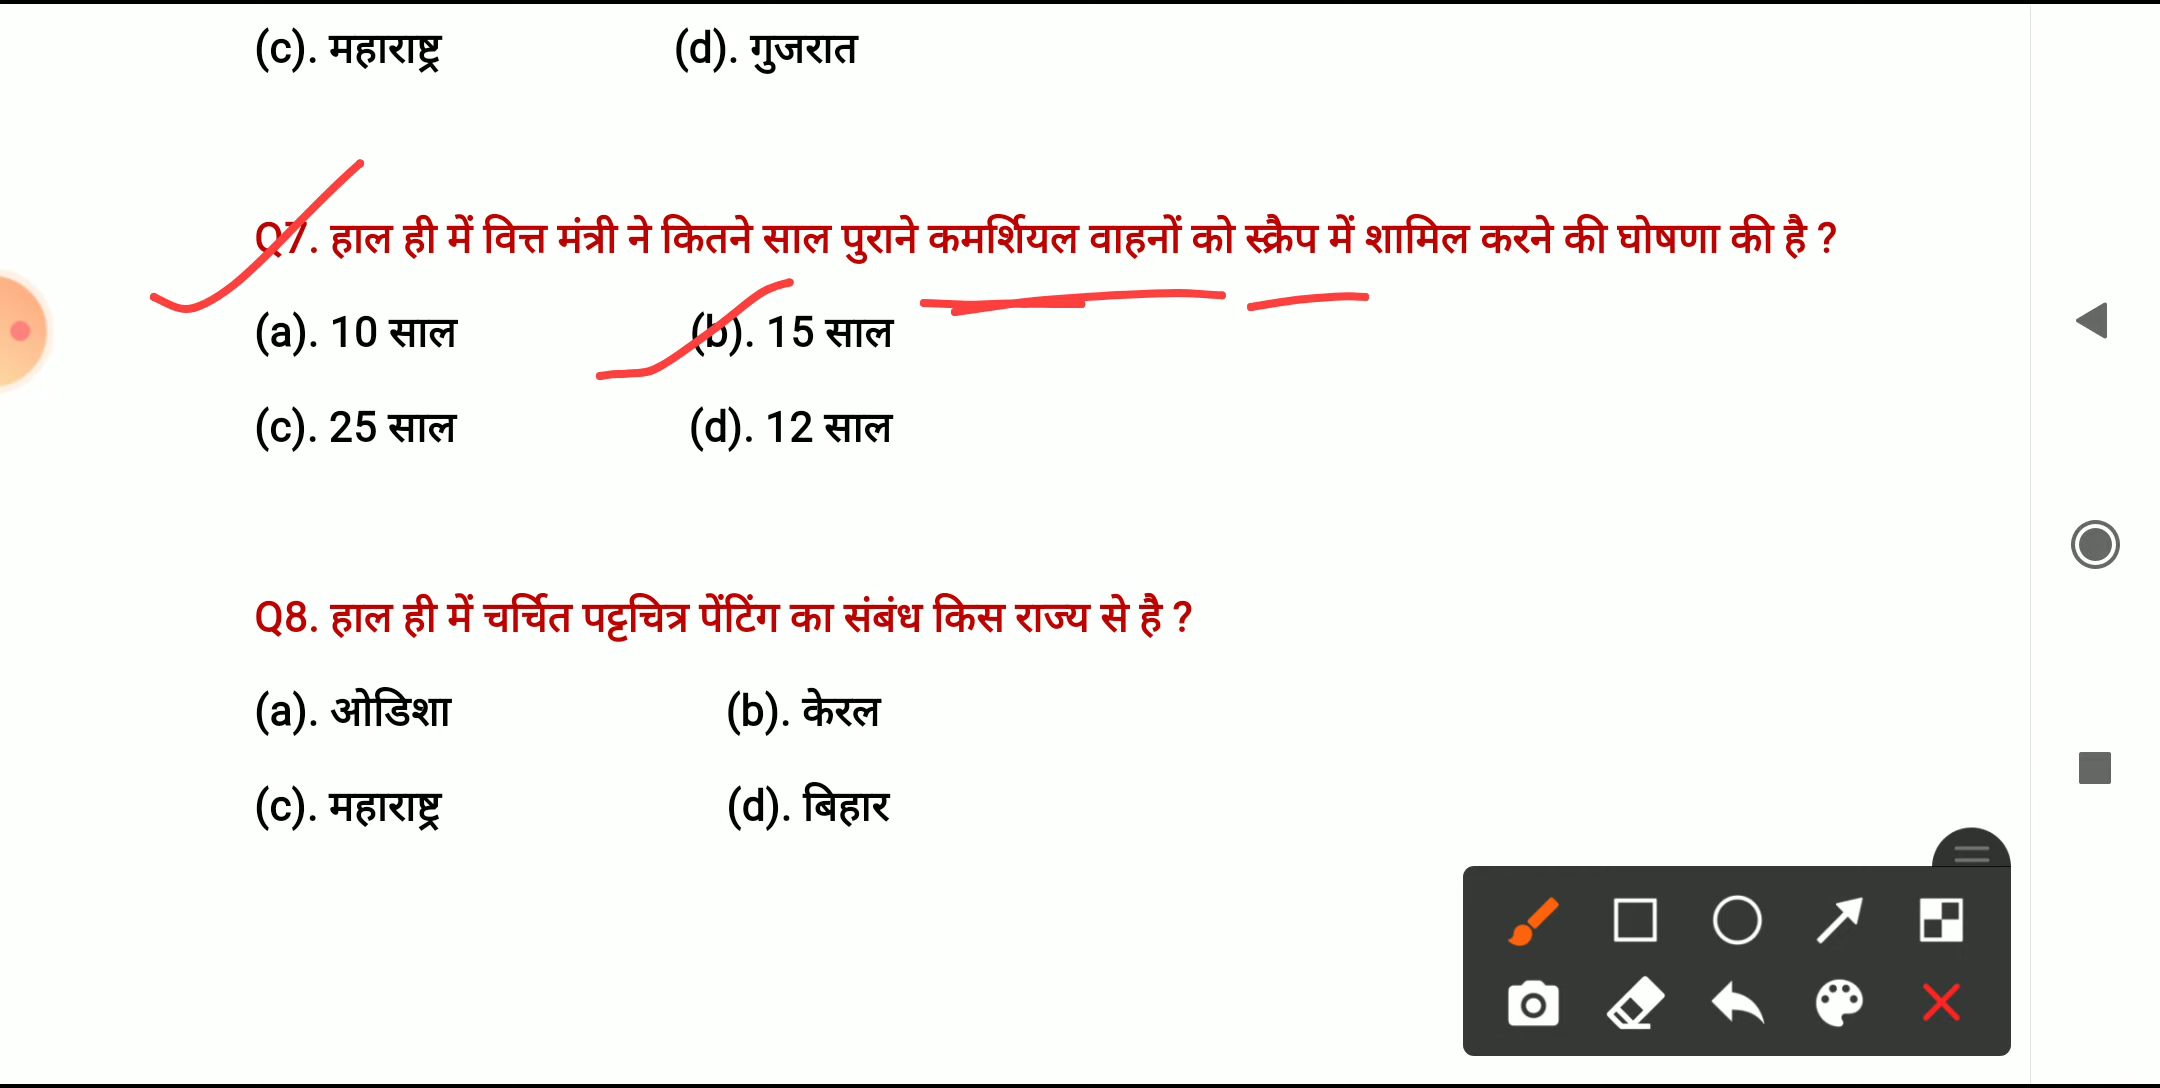 (c). महाराष्ट्र (d). गुजरात
Q7. हाल ही में वित्त मंत्री ने कितने साल पुराने कमर्शियल वाहनों को स्क्रैप में शामिल करने की घोषणा की है ?
(a). 10 साल (b). 15 साल
(c). 25 साल (d). 12 साल
Q8. हाल ही में चर्चित पट्टचित्र पेंटिंग का संबंध किस राज्य से है ?
(a). ओडिशा (b). केरल
(c). महाराष्ट्र (d). बिहार